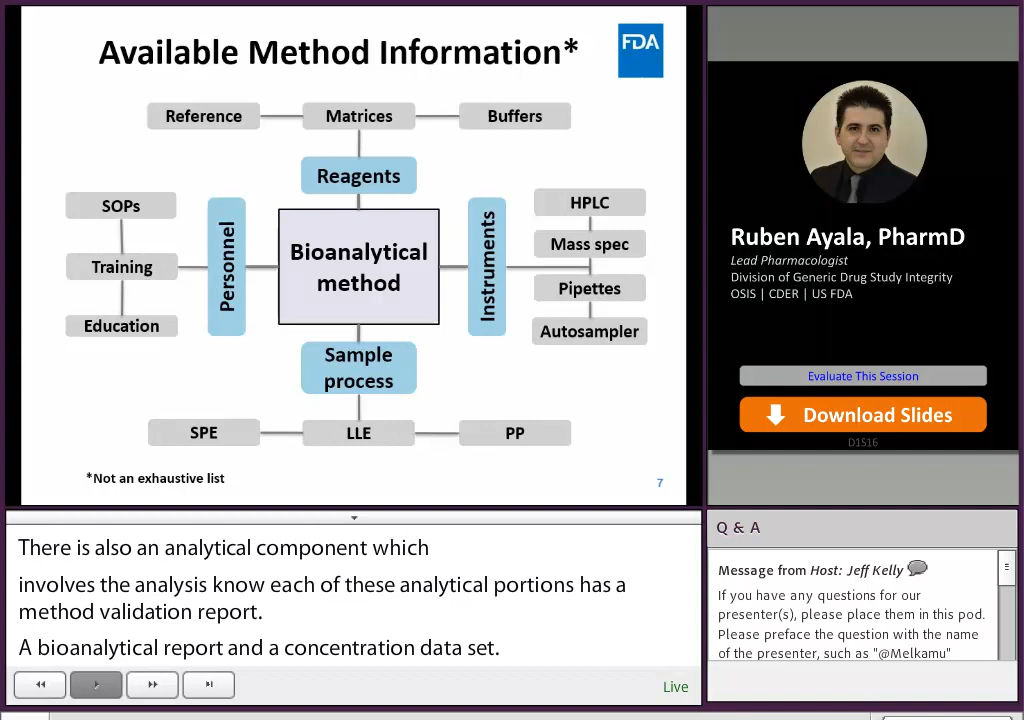 Available Method Information*
FDA
Reference
Matrices
Buffers
Reagents
SOPs
Training
Education
Personnel
Bioanalytical
method
Instruments
HPLC
Mass spec
Pipettes
Autosampler
Sample
process
SPE
LLE
PP
*Not an exhaustive list
7
Ruben Ayala, PharmD
Lead Pharmacologist
Division of Generic Drug Study Integrity
OSIS | CDER | US FDA
Evaluate This Session
Download Slides
D1S16
There is also an analytical component which
involves the analysis know each of these analytical portions has a
method validation report.
A bioanalytical report and a concentration data set.
Live
Q & A
Message from Host: Jeff Kelly
If you have any questions for our
presenter(s), please place them in this pod.
Please preface the question with the name
of the presenter, such as "@Melkamu"